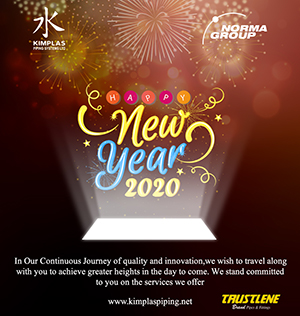 水
KIMPLAS
PIPING SYSTEMS LTD.
NORMA
GROUP
HAPPY
New
Year
2020
In Our Continuous Journey of quality and innovation,we wish to travel along
with you to achieve greater heights in the day to come. We stand committed
to you on the services we offer
www.kimplaspiping.net
TRUSTLENE
Brand Pipes & Fittings